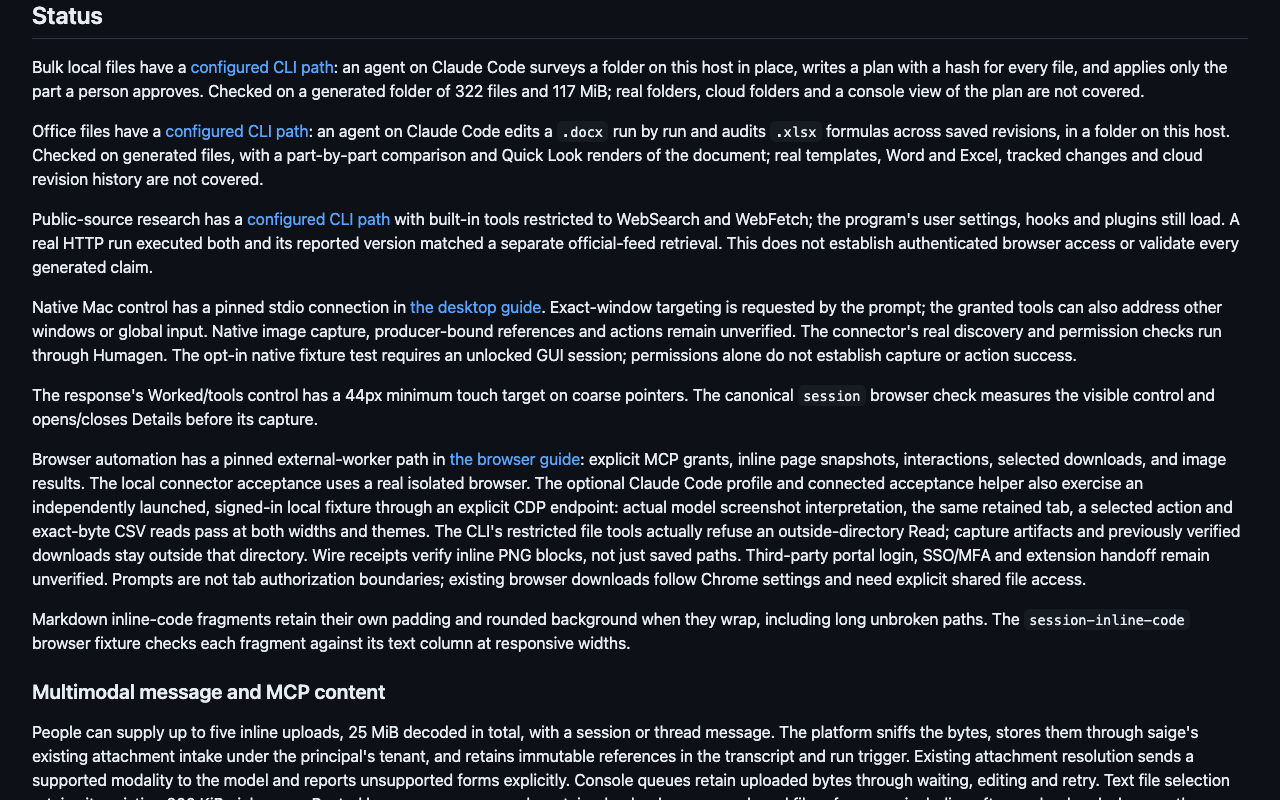 Status
Bulk local files have a configured CLI path: an agent on Claude Code surveys a folder on this host in place, writes a plan with a hash for every file, and applies only the
part a person approves. Checked on a generated folder of 322 files and 117 MiB; real folders, cloud folders and a console view of the plan are not covered.
Office files have a configured CLI path: an agent on Claude Code edits a .docx run by run and audits .xlsx formulas across saved revisions, in a folder on this host.
Checked on generated files, with a part-by-part comparison and Quick Look renders of the document; real templates, Word and Excel, tracked changes and cloud
revision history are not covered.
Public-source research has a configured CLI path with built-in tools restricted to WebSearch and WebFetch; the program's user settings, hooks and plugins still load. A
real HTTP run executed both and its reported version matched a separate official-feed retrieval. This does not establish authenticated browser access or validate every
generated claim.
Native Mac control has a pinned stdio connection in the desktop guide. Exact-window targeting is requested by the prompt; the granted tools can also address other
windows or global input. Native image capture, producer-bound references and actions remain unverified. The connector's real discovery and permission checks run
through Humagen. The opt-in native fixture test requires an unlocked GUI session; permissions alone do not establish capture or action success.
The response's Worked/tools control has a 44px minimum touch target on coarse pointers. The canonical session browser check measures the visible control and
opens/closes Details before its capture.
Browser automation has a pinned external-worker path in the browser guide: explicit MCP grants, inline page snapshots, interactions, selected downloads, and image
results. The local connector acceptance uses a real isolated browser. The optional Claude Code profile and connected acceptance helper also exercise an
independently launched, signed-in local fixture through an explicit CDP endpoint: actual model screenshot interpretation, the same retained tab, a selected action and
exact-byte CSV reads pass at both widths and themes. The CLI's restricted file tools actually refuse an outside-directory Read; capture artifacts and previously verified
downloads stay outside that directory. Wire receipts verify inline PNG blocks, not just saved paths. Third-party portal login, SSO/MFA and extension handoff remain
unverified. Prompts are not tab authorization boundaries; existing browser downloads follow Chrome settings and need explicit shared file access.
Markdown inline-code fragments retain their own padding and rounded background when they wrap, including long unbroken paths. The session-inline-code
browser fixture checks each fragment against its text column at responsive widths.
Multimodal message and MCP content
People can supply up to five inline uploads, 25 MiB decoded in total, with a session or thread message. The platform sniffs the bytes, stores them through saige's
existing attachment intake under the principal's tenant, and retains immutable references in the transcript and run trigger. Existing attachment resolution sends a
supported modality to the model and reports unsupported forms explicitly. Console queues retain uploaded bytes through waiting, editing and retry. Text file selection